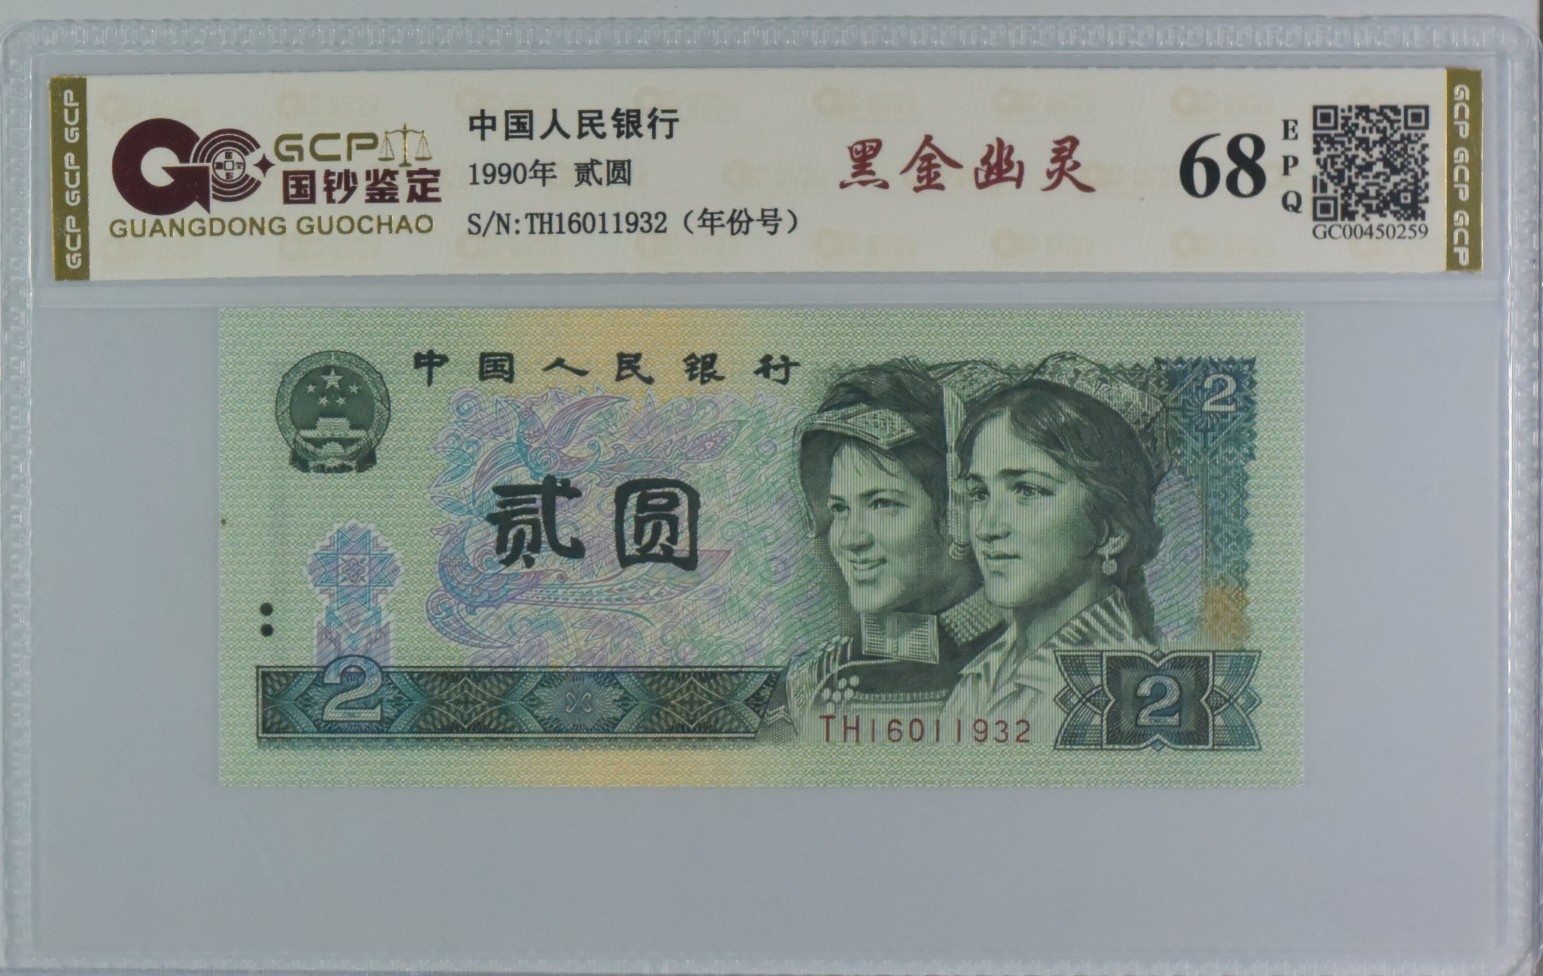 GCP GCP GCP
GCP
国钞鉴定
GUANGDONG GUOCHAO
中国人民银行
1990年 贰圆
S/N:TH16011932（年份号）
黑金幽灵
68
EPQ
GC00450259
GCP GCP GCP
中国人民银行
2
贰圆
2
2
TH16011932